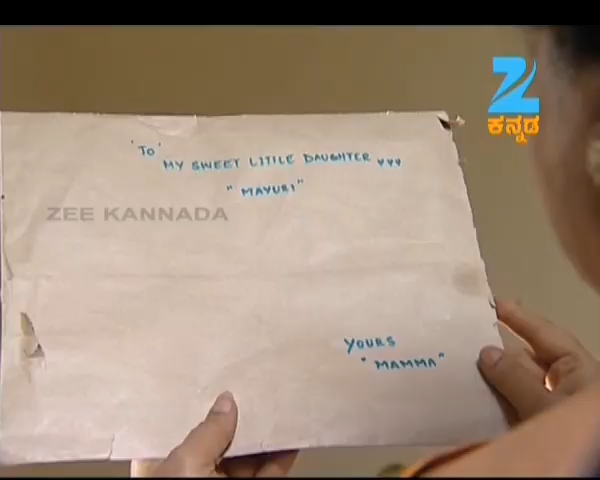 'TO'
MY SWEET LITTLE DAUGHTER ♥♥♥
"MAYURI"
ZEE KANNADA
YOURS
"MAMMA"
Z
ಕನ್ನಡ